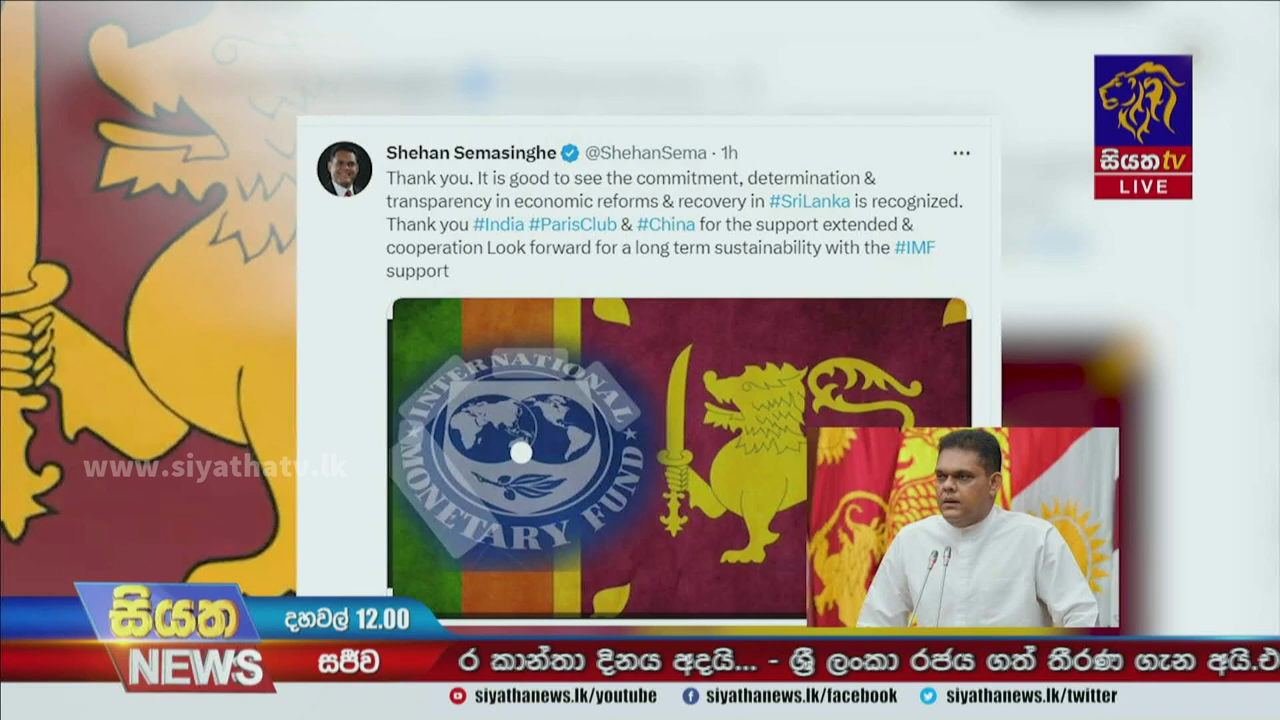 Shehan Semasinghe @ShehanSema · 1h
Thank you. It is good to see the commitment, determination &
transparency in economic reforms & recovery in #SriLanka is recognized.
Thank you #India #ParisClub & #China for the support extended &
cooperation Look forward for a long term sustainability with the #IMF
support
INTERNATIONAL
MONETARY FUND
සියත tv
LIVE
www.siyathatv.lk
සියත
NEWS
දහවල් 12.00
සජීව
ර කාන්තා දිනය අදයි... - ශ්‍රී ලංකා රජය ගත් තීරණ ගැන අයි.එ
siyathanews.lk/youtube siyathanews.lk/facebook siyathanews.lk/twitter